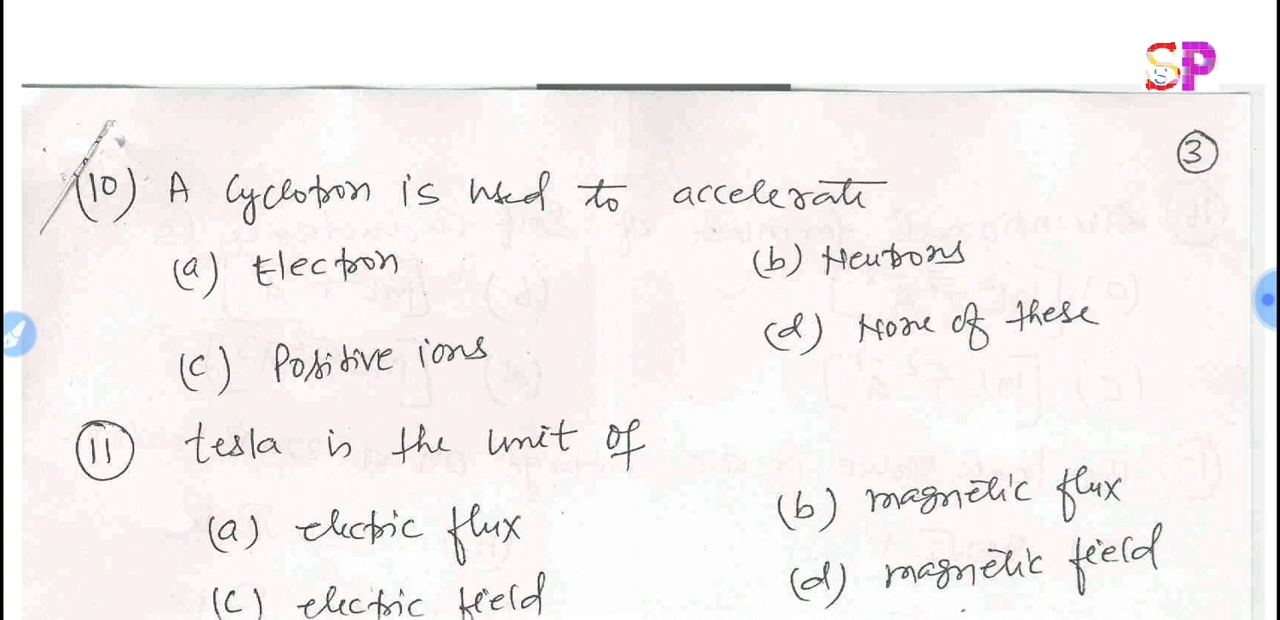 SP
3
(10) A Cyclotron is used to accelerate
(a) Electron (b) Neutrons
(c) Positive ions (d) None of these
11 tesla is the unit of
(a) electric flux (b) magnetic flux
(c) electric field (d) magnetic field